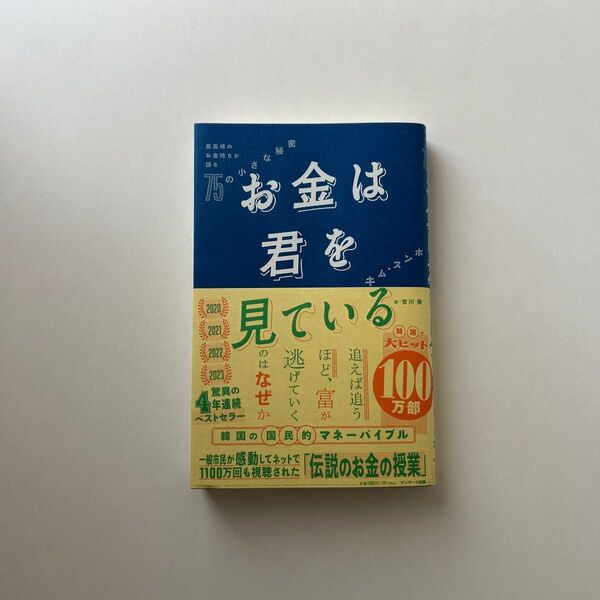 最高峰の
お金持ちが
語る
75の小さな秘密
お金は
君を
見ている
キム・スンホ
訳・吉川 南
2020
2021
2022
2023
驚異の
4年連続
ベストセラー
追えば追う
ほど、富が
逃げていく
のはなぜか
韓国で
大ヒット
100
万部
韓国の国民的マネーバイブル
一般市民が感動してネットで
1100万回も視聴された
「伝説のお金の授業」
サンマーク出版